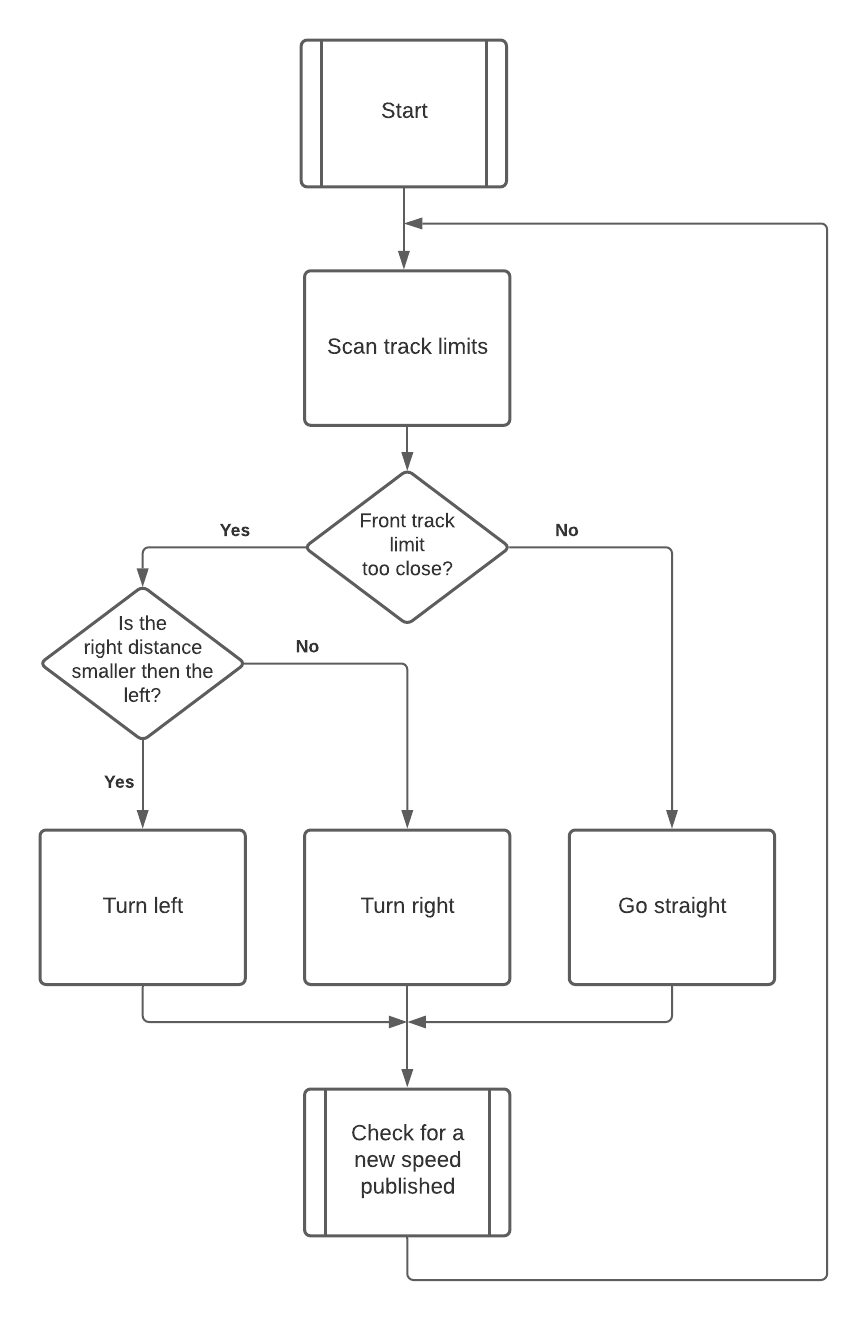 Start
Scan track limits
Front track
limit
too close?
Yes
No
Is the
right distance
smaller then the
left?
No
Yes
Turn left
Turn right
Go straight
Check for a
new speed
published